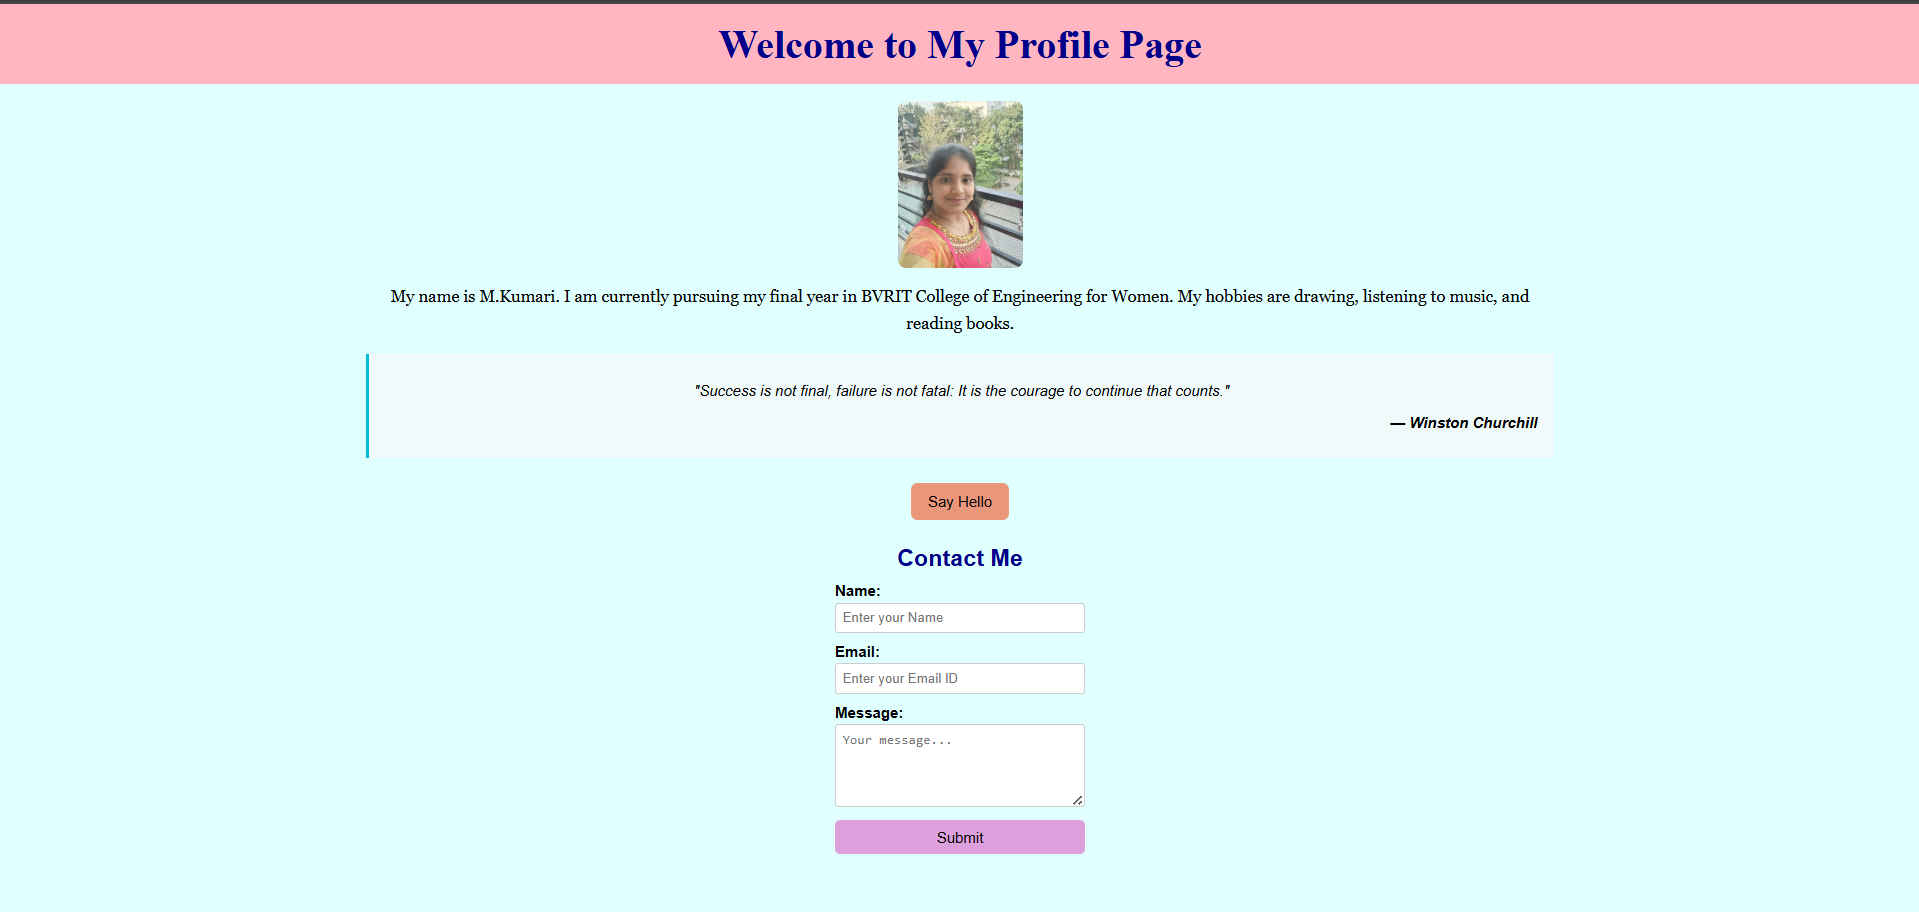 Welcome to My Profile Page
My name is M.Kumari. I am currently pursuing my final year in BVRIT College of Engineering for Women. My hobbies are drawing, listening to music, and
reading books.
"Success is not final, failure is not fatal: It is the courage to continue that counts."
— Winston Churchill
Say Hello
Contact Me
Name:
Enter your Name
Email:
Enter your Email ID
Message:
Your message...
Submit